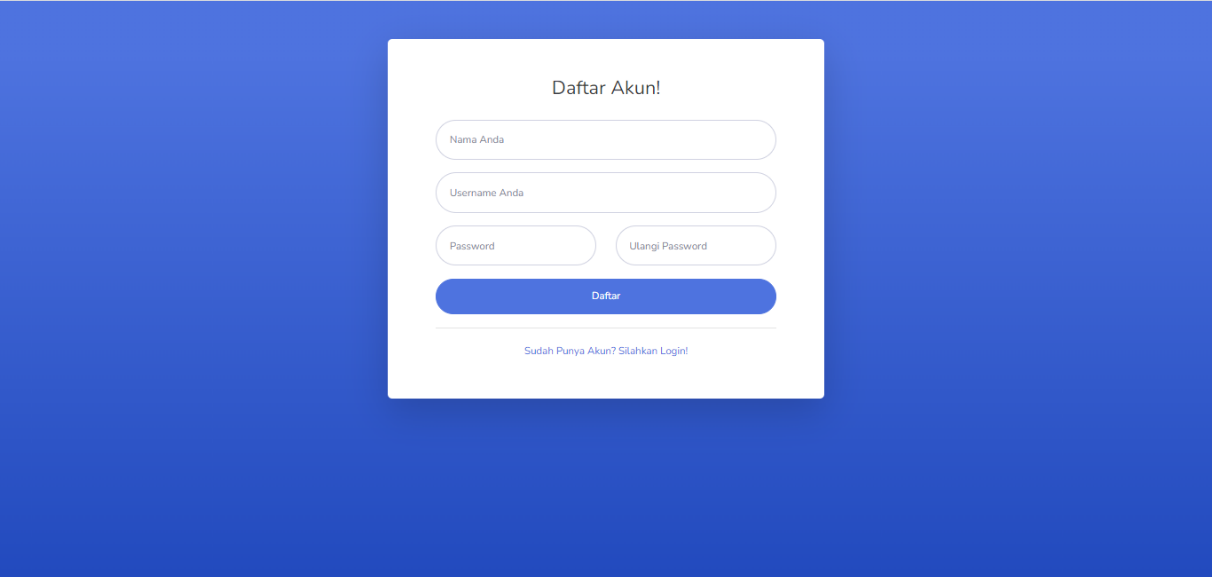 Daftar Akun!
Nama Anda
Username Anda
Password
Ulangi Password
Daftar
Sudah Punya Akun? Silahkan Login!